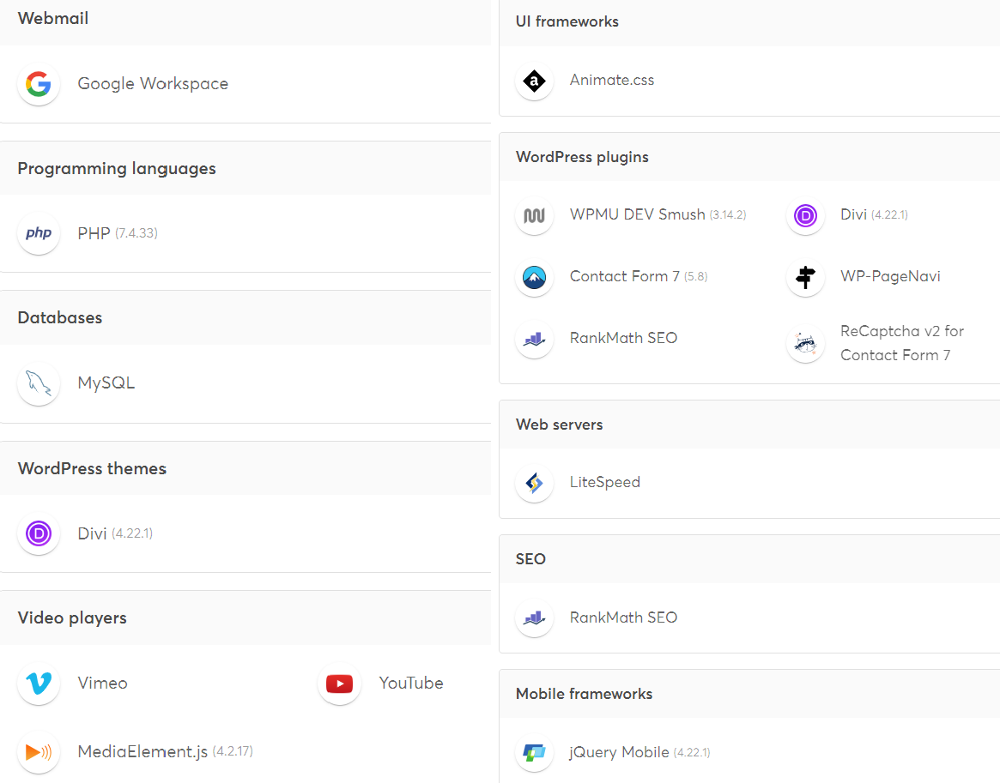 Webmail
Google Workspace
Programming languages
php
PHP (7.4.33)
Databases
MySQL
WordPress themes
D
Divi (4.22.1)
Video players
Vimeo
YouTube
MediaElement.js (4.2.17)
UI frameworks
a
Animate.css
WordPress plugins
WPMU DEV Smush (3.14.2)
D
Divi (4.22.1)
Contact Form 7 (5.8)
WP-PageNavi
RankMath SEO
ReCaptcha v2 for
Contact Form 7
Web servers
LiteSpeed
SEO
RankMath SEO
Mobile frameworks
jQuery Mobile (4.22.1)